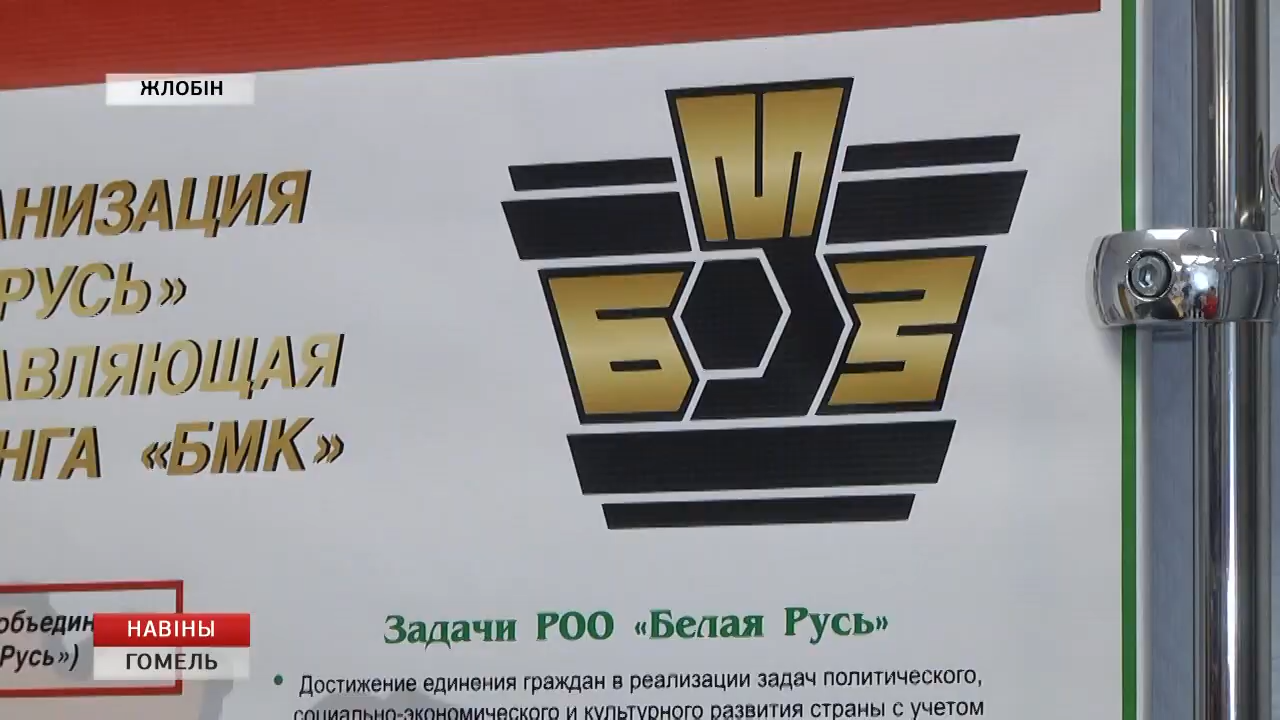 ЖЛОБІН
АНИЗАЦИЯ
РУСЬ»
АВЛЯЮЩАЯ
НГА «БМК»
М
Б З
объедин
Русь»)
НАВІНЫ
ГОМЕЛЬ
Задачи РОО «Белая Русь»
• Достижение единения граждан в реализации задач политического,
социально-экономического и культурного развития страны с учетом